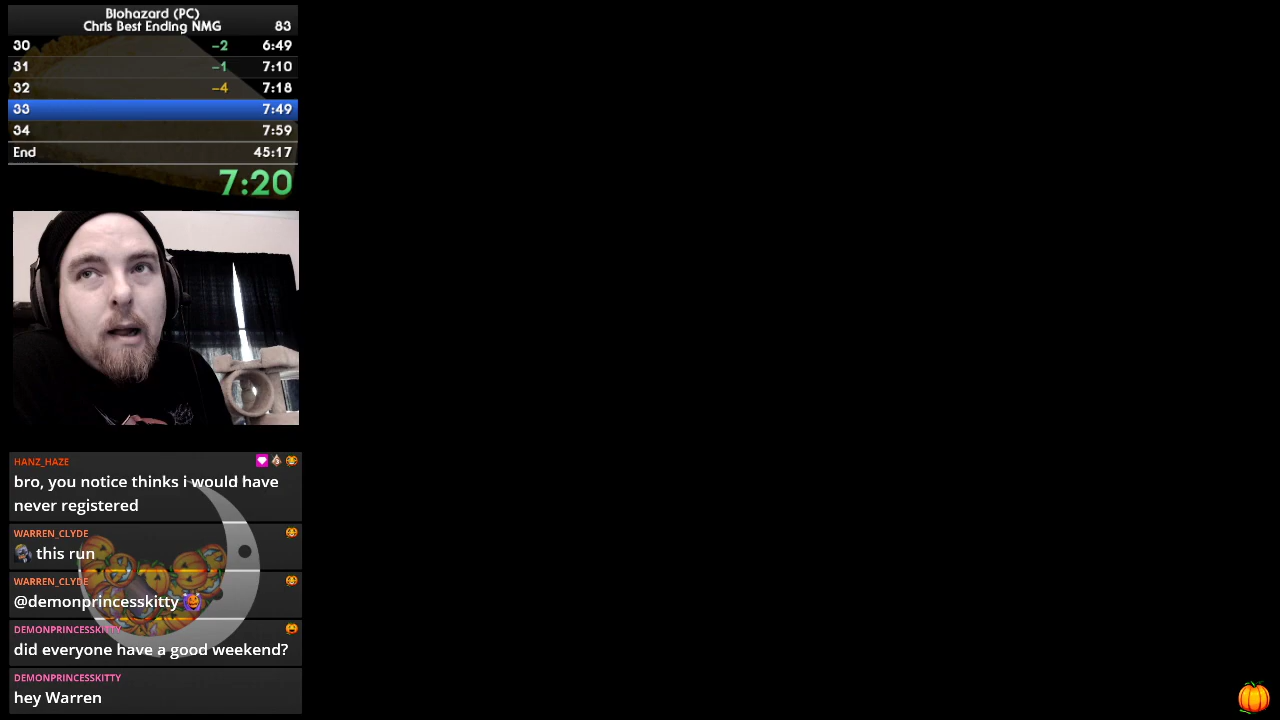 Biohazard (PC)
Chris Best Ending NMG 83
30 -2 6:49
31 -1 7:10
32 -4 7:18
33 7:49
34 7:59
End 45:17
7:20
HANZ_HAZE
bro, you notice thinks i would have
never registered
WARREN_CLYDE
this run
WARREN_CLYDE
@demonprincesskitty
DEMONPRINCESSKITTY
did everyone have a good weekend?
DEMONPRINCESSKITTY
hey Warren